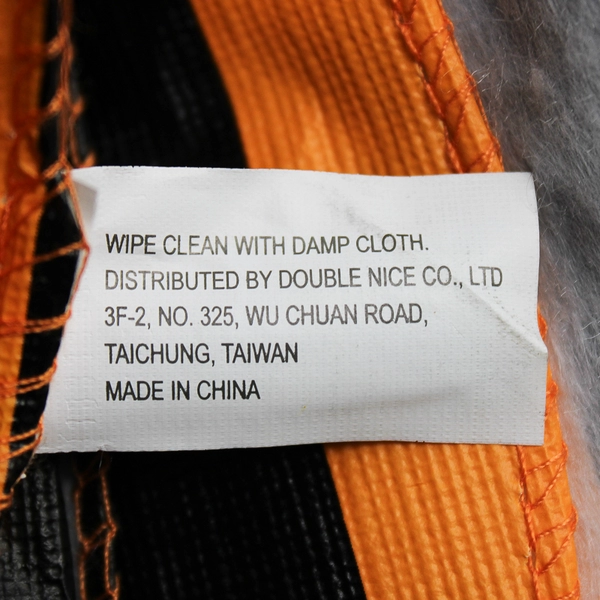 WIPE CLEAN WITH DAMP CLOTH.
DISTRIBUTED BY DOUBLE NICE CO., LTD
3F-2, NO. 325, WU CHUAN ROAD,
TAICHUNG, TAIWAN
MADE IN CHINA